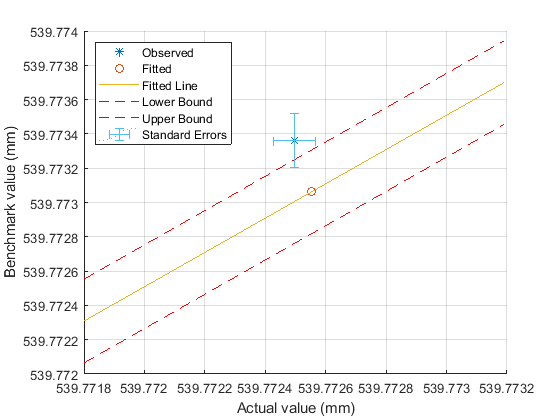 539.774
539.7738
539.7736
539.7734
539.7732
539.773
539.7728
539.7726
539.7724
539.7722
539.772
Benchmark value (mm)
Observed
Fitted
Fitted Line
Lower Bound
Upper Bound
Standard Errors
539.7718 539.772 539.7722 539.7724 539.7726 539.7728 539.773 539.7732
Actual value (mm)